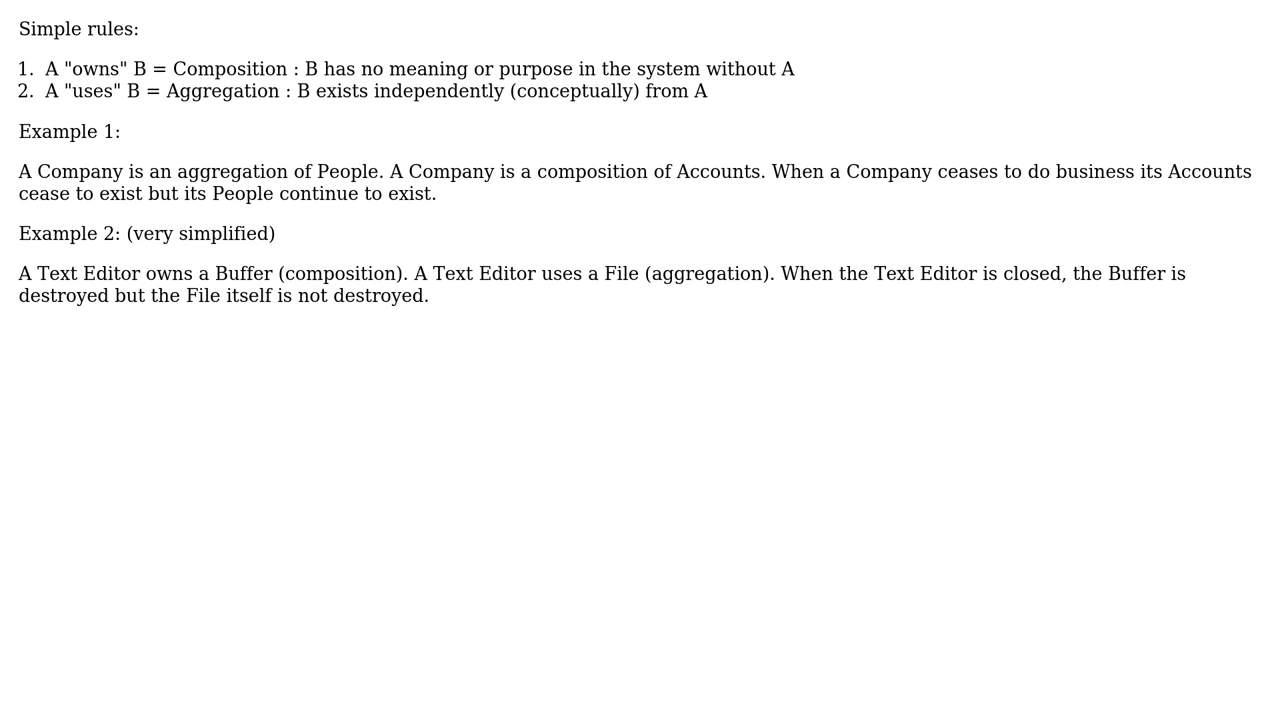 Simple rules:
1. A "owns" B = Composition : B has no meaning or purpose in the system without A
2. A "uses" B = Aggregation : B exists independently (conceptually) from A
Example 1:
A Company is an aggregation of People. A Company is a composition of Accounts. When a Company ceases to do business its Accounts
cease to exist but its People continue to exist.
Example 2: (very simplified)
A Text Editor owns a Buffer (composition). A Text Editor uses a File (aggregation). When the Text Editor is closed, the Buffer is
destroyed but the File itself is not destroyed.